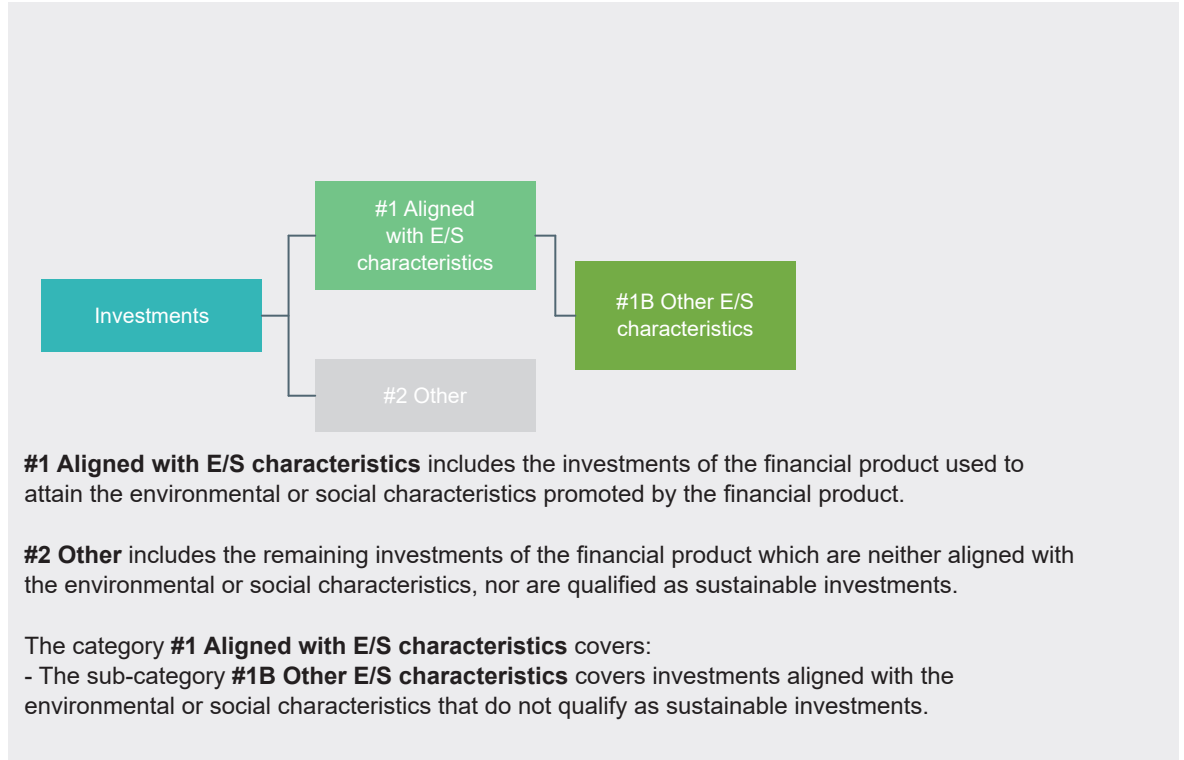 #1 Aligned
with E/S
characteristics
Investments
#1B Other E/S
characteristics
#2 Other
#1 Aligned with E/S characteristics includes the investments of the financial product used to
attain the environmental or social characteristics promoted by the financial product.
#2 Other includes the remaining investments of the financial product which are neither aligned with
the environmental or social characteristics, nor are qualified as sustainable investments.
The category #1 Aligned with E/S characteristics covers:
- The sub-category #1B Other E/S characteristics covers investments aligned with the
environmental or social characteristics that do not qualify as sustainable investments.